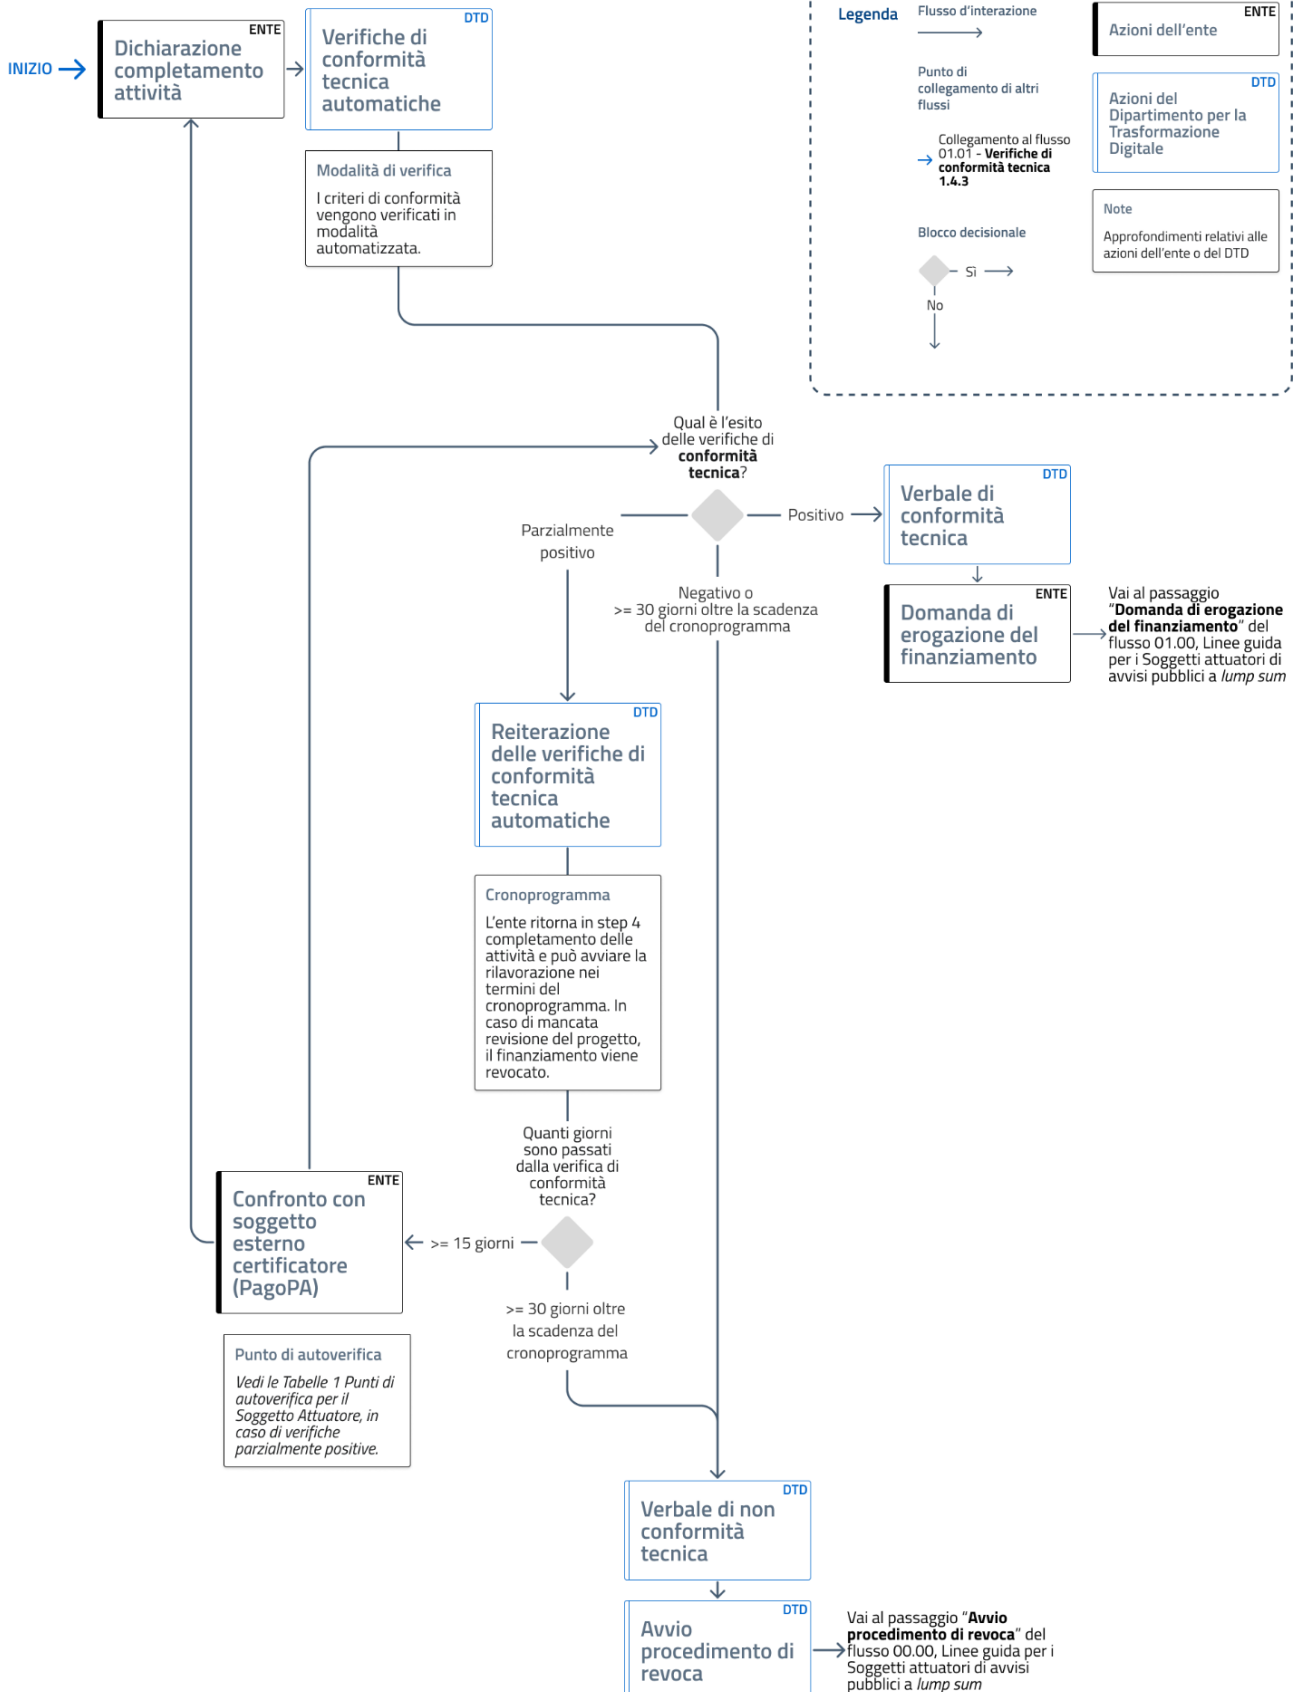 INIZIO
ENTE
Dichiarazione
completamento
attività
DTD
Verifiche di
conformità
tecnica
automatiche
Modalità di verifica
I criteri di conformità
vengono verificati in
modalità
automatizzata.
Legenda
Flusso d'interazione
Punto di
collegamento di altri
flussi
Collegamento al flusso
01.01 - Verifiche di
conformità tecnica
1.4.3
Blocco decisionale
Sì
No
ENTE
Azioni dell'ente
DTD
Azioni del
Dipartimento per la
Trasformazione
Digitale
Note
Approfondimenti relativi alle
azioni dell'ente o del DTD
Qual è l'esito
delle verifiche di
conformità
tecnica?
Positivo
Parzialmente
positivo
Negativo o
>= 30 giorni oltre la scadenza
del cronoprogramma
DTD
Verbale di
conformità
tecnica
ENTE
Domanda di
erogazione del
finanziamento
Vai al passaggio
“Domanda di erogazione
del finanziamento” del
flusso 01.00, Linee guida
per i Soggetti attuatori di
avvisi pubblici a lump sum
DTD
Reiterazione
delle verifiche di
conformità
tecnica
automatiche
Cronoprogramma
L'ente ritorna in step 4
completamento delle
attività e può avviare la
rilavorazione nei
termini del
cronoprogramma. In
caso di mancata
revisione del progetto,
il finanziamento viene
revocato.
Quanti giorni
sono passati
dalla verifica di
conformità
tecnica?
>= 15 giorni
>= 30 giorni oltre
la scadenza del
cronoprogramma
ENTE
Confronto con
soggetto
esterno
certificatore
(PagoPA)
Punto di autoverifica
Vedi le Tabelle 1 Punti di
autoverifica per il
Soggetto Attuatore, in
caso di verifiche
parzialmente positive.
DTD
Verbale di non
conformità
tecnica
DTD
Avvio
procedimento di
revoca
Vai al passaggio “Avvio
procedimento di revoca” del
flusso 00.00, Linee guida per i
Soggetti attuatori di avvisi
pubblici a lump sum